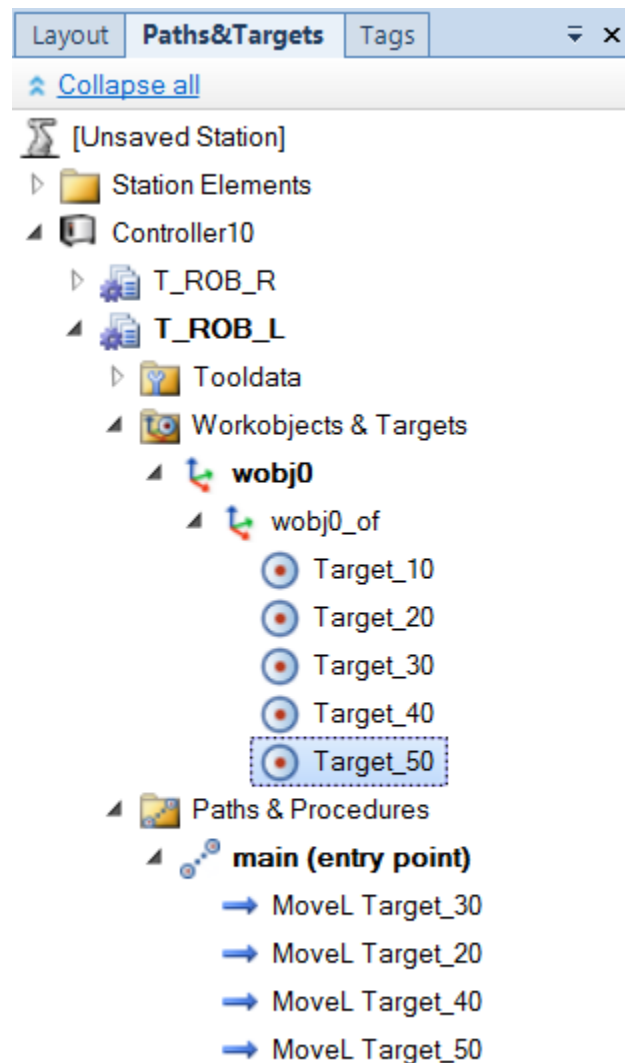 Layout Paths&Targets Tags
Collapse all
[Unsaved Station]
Station Elements
Controller10
T_ROB_R
T_ROB_L
Tooldata
Workobjects & Targets
wobj0
wobj0_of
Target_10
Target_20
Target_30
Target_40
Target_50
Paths & Procedures
main (entry point)
MoveL Target_30
MoveL Target_20
MoveL Target_40
MoveL Target_50